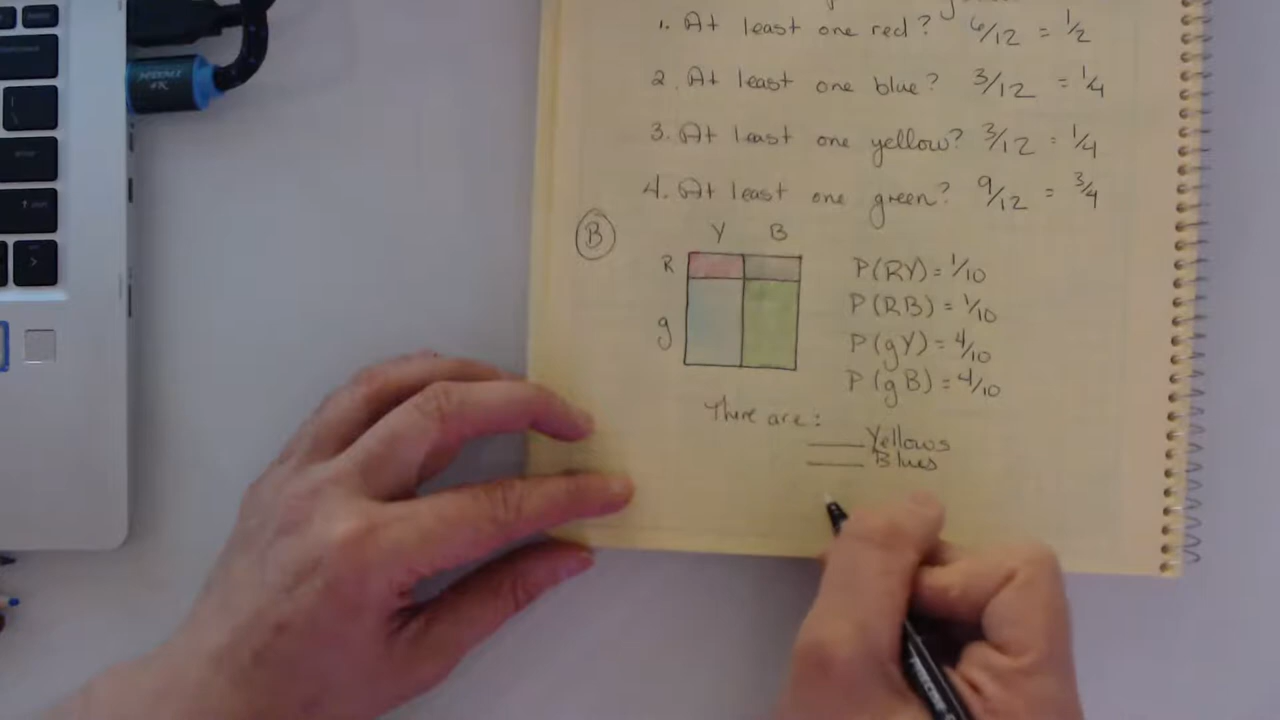 1. At least one red? 6/12 = 1/2
2. At least one blue? 3/12 = 1/4
3. At least one yellow? 3/12 = 1/4
4. At least one green? 9/12 = 3/4
B
Y B
R
g
P(RY) = 1/10
P(RB) = 1/10
P(gY) = 4/10
P(gB) = 4/10
There are:
____ Yellows
____ Blues